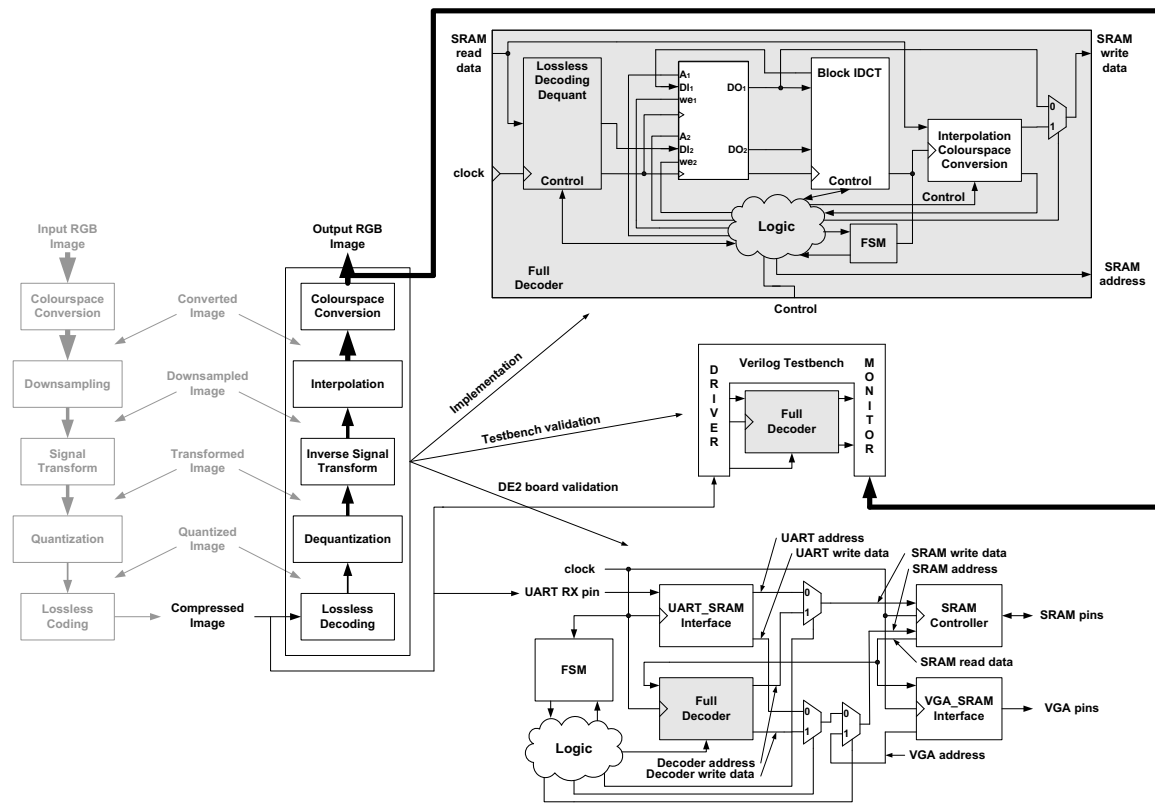 SRAM
read
data
clock
Lossless
Decoding
Dequant
Control
A1
DI1
we1
A2
DI2
we2
DO1
DO2
Block IDCT
Control
Interpolation
Colourspace
Conversion
Control
0
1
SRAM
write
data
Logic
FSM
SRAM
address
Full
Decoder
Control
Input RGB
Image
Colourspace
Conversion
Downsampling
Signal
Transform
Quantization
Lossless
Coding
Converted
Image
Downsampled
Image
Transformed
Image
Quantized
Image
Compressed
Image
Output RGB
Image
Colourspace
Conversion
Interpolation
Inverse Signal
Transform
Dequantization
Lossless
Decoding
Implementation
Testbench validation
DE2 board validation
Verilog Testbench
DRIVER
Full
Decoder
MONITOR
clock
UART RX pin
UART address
UART write data
SRAM write data
SRAM address
UART_SRAM
Interface
0
1
SRAM
Controller
SRAM pins
SRAM read data
FSM
Full
Decoder
0
1
0
1
VGA_SRAM
Interface
VGA pins
Logic
Decoder address
Decoder write data
VGA address